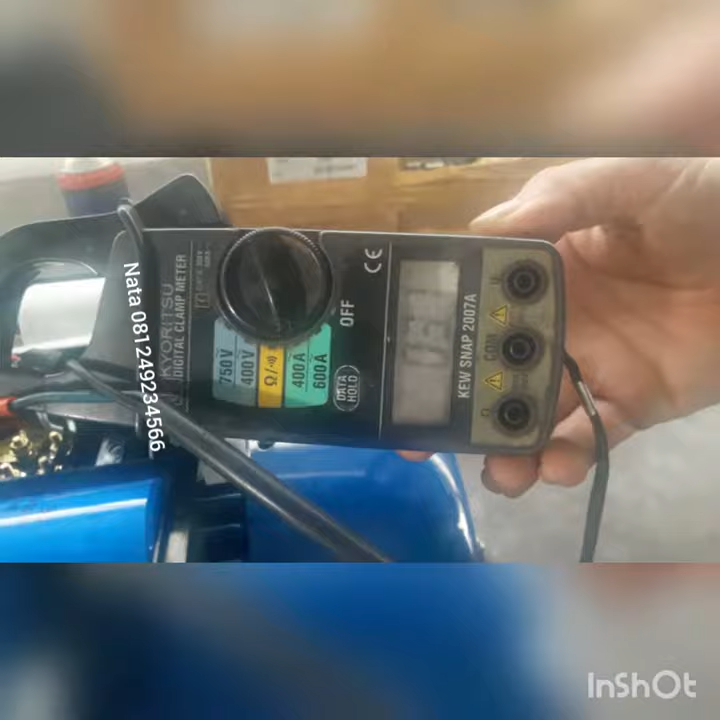 KYORITSU
DIGITAL CLAMP METER
OFF
750V
400V
Ω
400A
600A
DATA
HOLD
CE
KEW SNAP 2007A
COM
Nata 081249234566
InShOt